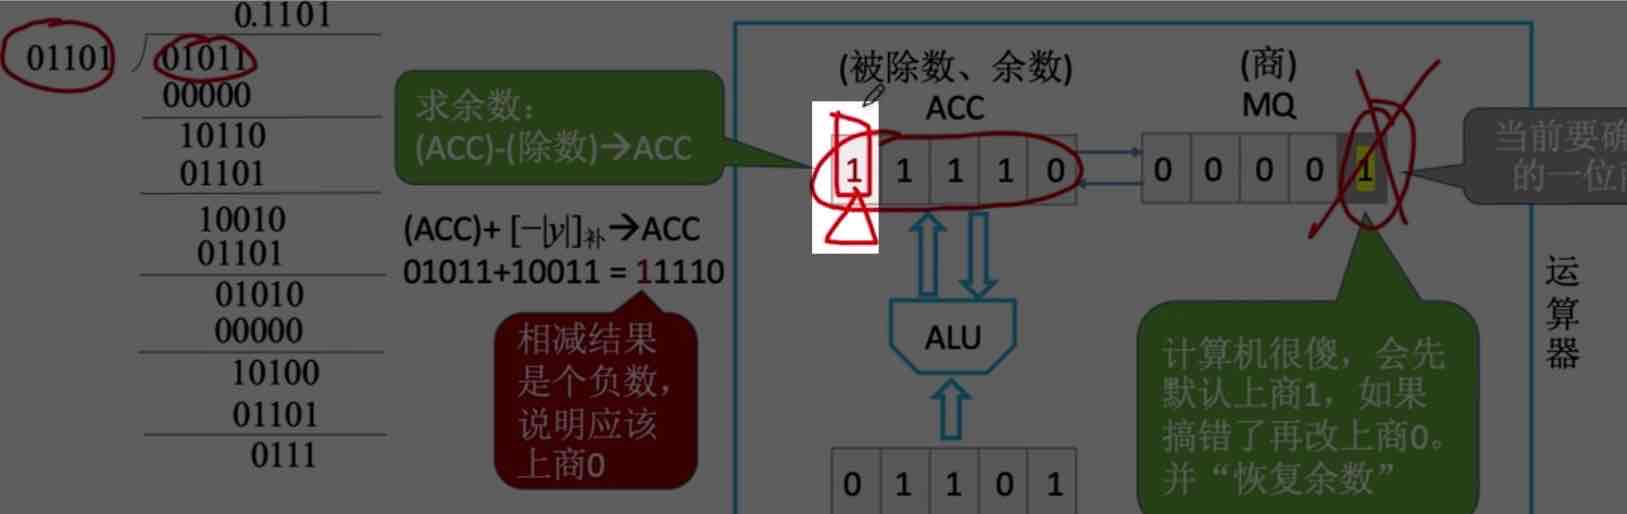 0.1101
01101
01011
00000
10110
01101
10010
01101
01010
00000
10100
01101
0111
求余数：
(ACC)-(除数)→ACC
(ACC)+ [−|y|]补→ACC
01011+10011 = 11110
相减结果
是个负数，
说明应该
上商0
(被除数、余数)
ACC
1 1 1 1 0
(商)
MQ
0 0 0 0 1
当前要确
的一位
ALU
0 1 1 0 1
计算机很傻，会先
默认上商1，如果
搞错了再改上商0。
并“恢复余数”
运
算
器